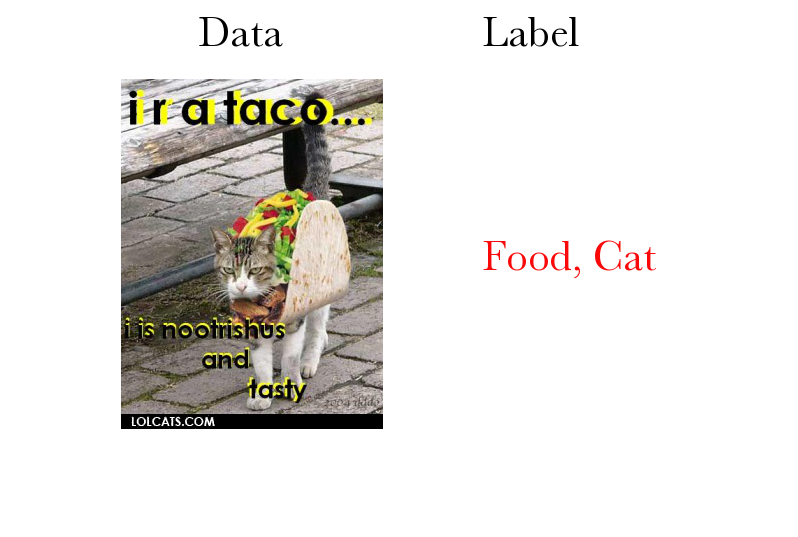 Data Label
i r a taco...
Food, Cat
i is nootrishus
and
tasty
LOLCATS.COM